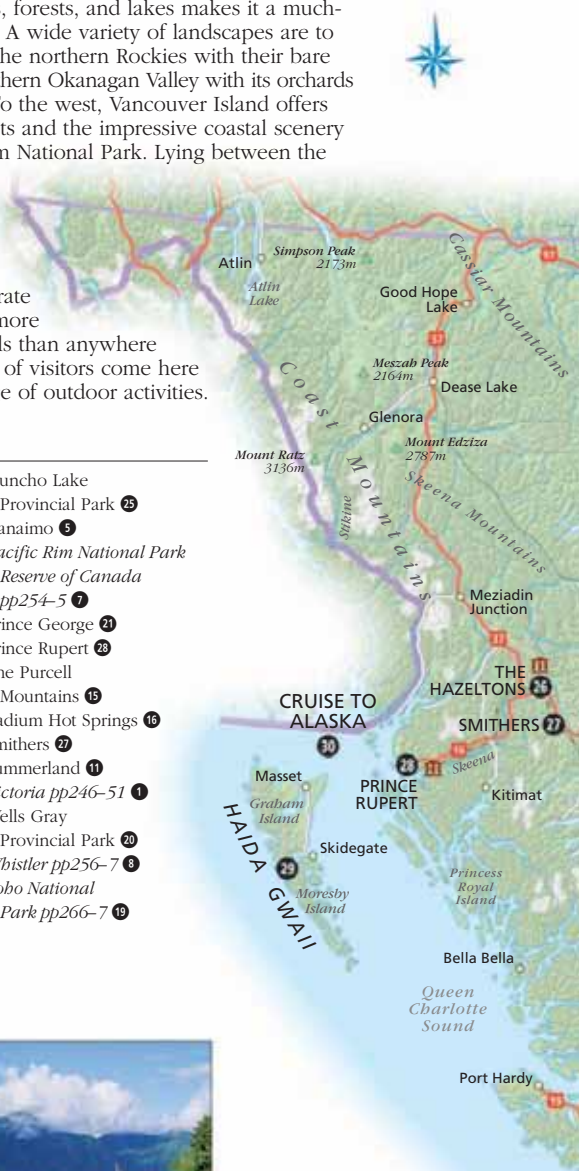 , forests, and lakes makes it a much-
A wide variety of landscapes are to
he northern Rockies with their bare
hern Okanagan Valley with its orchards
o the west, Vancouver Island offers
ts and the impressive coastal scenery
m National Park. Lying between the
rate
more
ls than anywhere
of visitors come here
e of outdoor activities.
uncho Lake
Provincial Park 25
anaimo 5
acific Rim National Park
Reserve of Canada
pp254–5 7
rince George 21
rince Rupert 28
he Purcell
Mountains 15
adium Hot Springs 16
mithers 27
ummerland 11
ictoria pp246–51 1
ells Gray
Provincial Park 20
histler pp256–7 8
oho National
Park pp266–7 19
Atlin
Simpson Peak
2173m
Atlin
Lake
Cassiar Mountains
Good Hope
Lake
37
Meszah Peak
2164m
Dease Lake
Coast Mountains
Glenora
Mount Edziza
2787m
Mount Ratz
3136m
Skeena Mountains
Stikine
Meziadin
Junction
37
THE
HAZELTONS 26
SMITHERS 27
CRUISE TO
ALASKA
30
28
PRINCE
RUPERT
16
Skeena
Kitimat
Masset
Graham
Island
HAIDA GWAII
Skidegate
29
Moresby
Island
Princess
Royal
Island
Bella Bella
Queen
Charlotte
Sound
Port Hardy
19